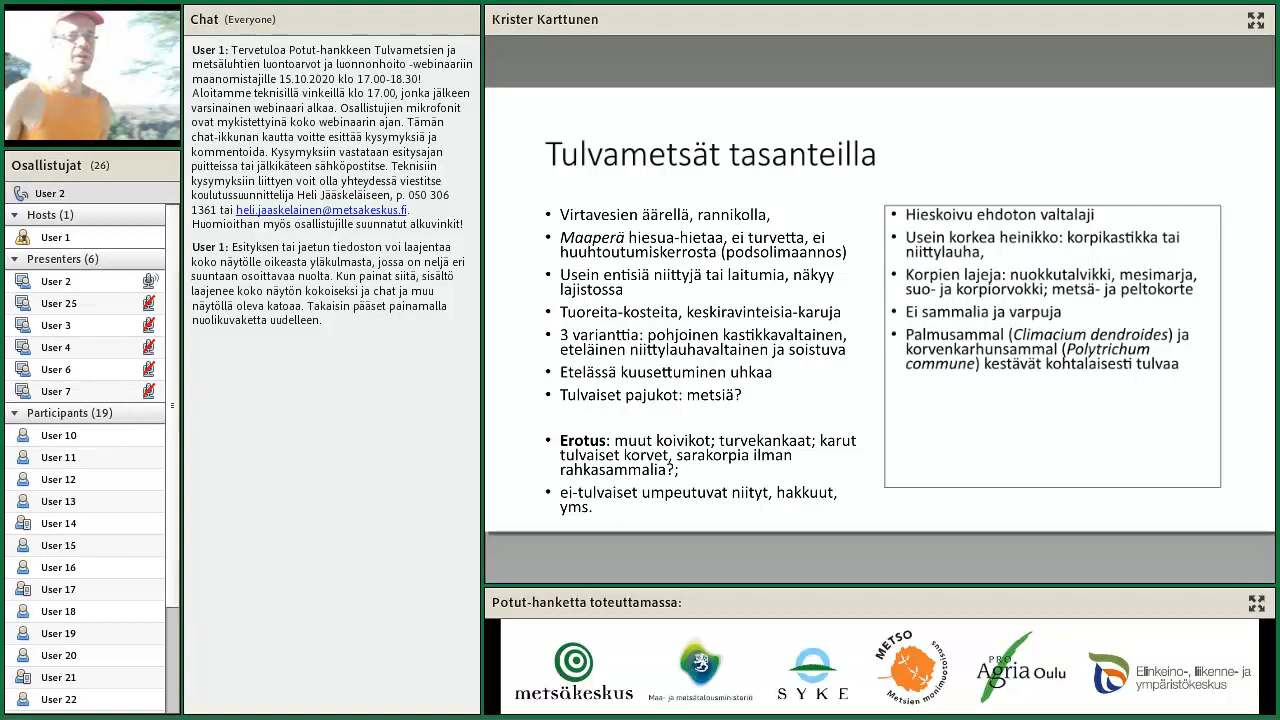 Osallistujat (26)
User 2
Hosts (1)
User 1
Presenters (6)
User 2
User 25
User 3
User 4
User 6
User 7
Participants (19)
User 10
User 11
User 12
User 13
User 14
User 15
User 16
User 17
User 18
User 19
User 20
User 21
User 22
Chat (Everyone)
User 1: Tervetuloa Potut-hankkeen Tulvametsien ja
metsäluhtien luontoarvot ja luonnonhoito -webinaariin
maanomistajille 15.10.2020 klo 17.00-18.30!
Aloitamme teknisillä vinkeillä klo 17.00, jonka jälkeen
varsinainen webinaari alkaa. Osallistujien mikrofonit
ovat mykistettyinä koko webinaarin ajan. Tämän
chat-ikkunan kautta voitte esittää kysymyksiä ja
kommentoida. Kysymyksiin vastataan esitysajan
puitteissa tai jälkikäteen sähköpostitse. Teknisiin
kysymyksiin liittyen voit olla yhteydessä viestitse
koulutussuunnittelija Heli Jääskeläiseen, p. 050 306
1361 tai heli.jaaskelainen@metsakeskus.fi.
Huomioithan myös osallistujille suunnatut alkuvinkit!
User 1: Esityksen tai jaetun tiedoston voi laajentaa
koko näytölle oikeasta yläkulmasta, jossa on neljä eri
suuntaan osoittavaa nuolta. Kun painat siitä, sisältö
laajenee koko näytön kokoiseksi ja chat ja muu
näytöllä oleva katoaa. Takaisin pääset painamalla
nuolikuvaketta uudelleen.
Krister Karttunen
Tulvametsät tasanteilla
• Virtavesien äärellä, rannikolla,
• Maaperä hiesua-hietaa, ei turvetta, ei
huuhtoutumiskerrosta (podsolimaannos)
• Usein entisiä niittyjä tai laitumia, näkyy
lajistossa
• Tuoreita-kosteita, keskiravinteisia-karuja
• 3 varianttia: pohjoinen kastikkavaltainen,
eteläinen niittylauhavaltainen ja soistuva
• Etelässä kuusettuminen uhkaa
• Tulvaiset pajukot: metsiä?
• Erotus: muut koivikot; turvekankaat; karut
tulvaiset korvet, sarakorpia ilman
rahkasammalia?;
• ei-tulvaiset umpeutuvat niityt, hakkuut,
yms.
• Hieskoivu ehdoton valtalaji
• Usein korkea heinikko: korpikastikka tai
niittylauha,
• Korpien lajeja: nuokkutalvikki, mesimarja,
suo- ja korpiorvokki; metsä- ja peltokorte
• Ei sammalia ja varpuja
• Palmusammal (Climacium dendroides) ja
korvenkarhunsammal (Polytrichum
commune) kestävät kohtalaisesti tulvaa
Potut-hanketta toteuttamassa:
metsäkeskus
Maa- ja metsätalousministeriö
SYKE
METSO
Metsien monimuotoisuus
PRO
Agria Oulu
Elinkeino-, liikenne- ja
ympäristökeskus